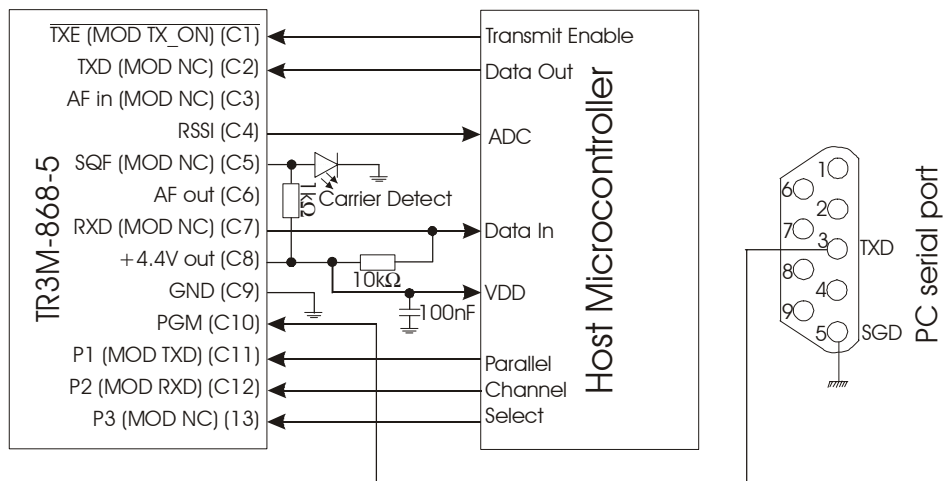 TXE (MOD TX_ON) (C1)
TXD (MOD NC) (C2)
AF in (MOD NC) (C3)
RSSI (C4)
SQF (MOD NC) (C5)
AF out (C6)
RXD (MOD NC) (C7)
+4.4V out (C8)
GND (C9)
PGM (C10)
P1 (MOD TXD) (C11)
P2 (MOD RXD) (C12)
P3 (MOD NC) (13)
TR3M-868-5
1kΩ
Carrier Detect
10kΩ
100nF
Transmit Enable
Data Out
ADC
Data In
VDD
Parallel
Channel
Select
Host Microcontroller
1
6
2
7
3
TXD
8
4
9
5
SGD
PC serial port